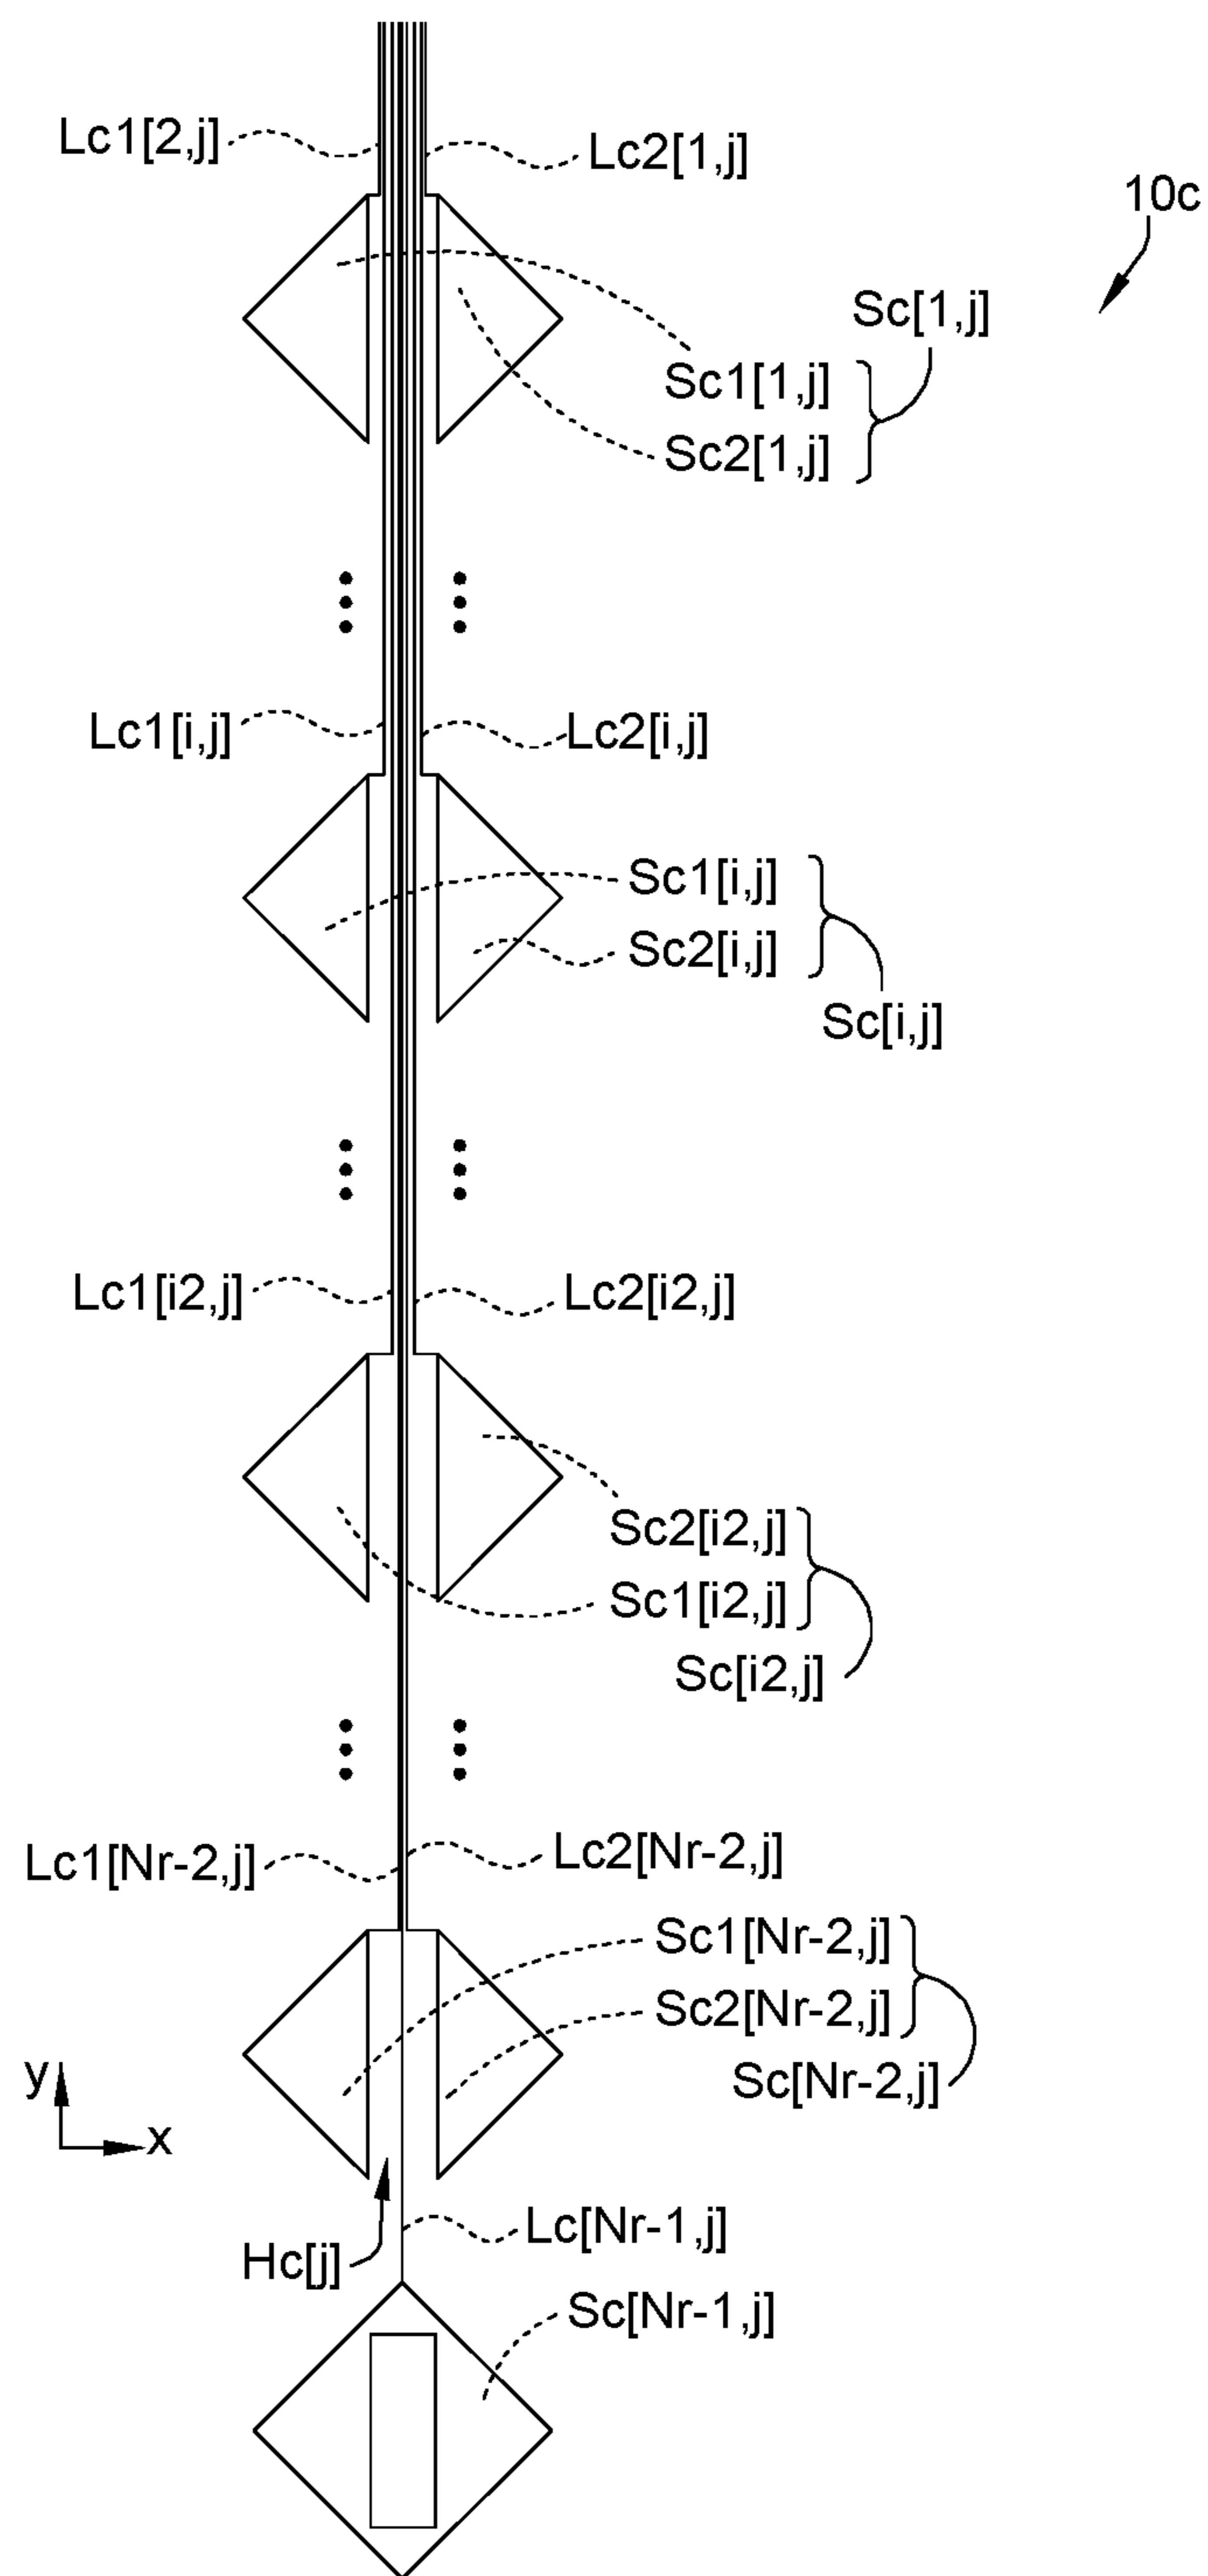 Lc1[2,j]
Lc2[1,j]
10c
Sc[1,j]
Sc1[1,j]
Sc2[1,j]
Lc1[i,j]
Lc2[i,j]
Sc1[i,j]
Sc2[i,j]
Sc[i,j]
Lc1[i2,j]
Lc2[i2,j]
Sc2[i2,j]
Sc1[i2,j]
Sc[i2,j]
Lc1[Nr-2,j]
Lc2[Nr-2,j]
Sc1[Nr-2,j]
Sc2[Nr-2,j]
Sc[Nr-2,j]
y
x
Lc[Nr-1,j]
Hc[j]
Sc[Nr-1,j]